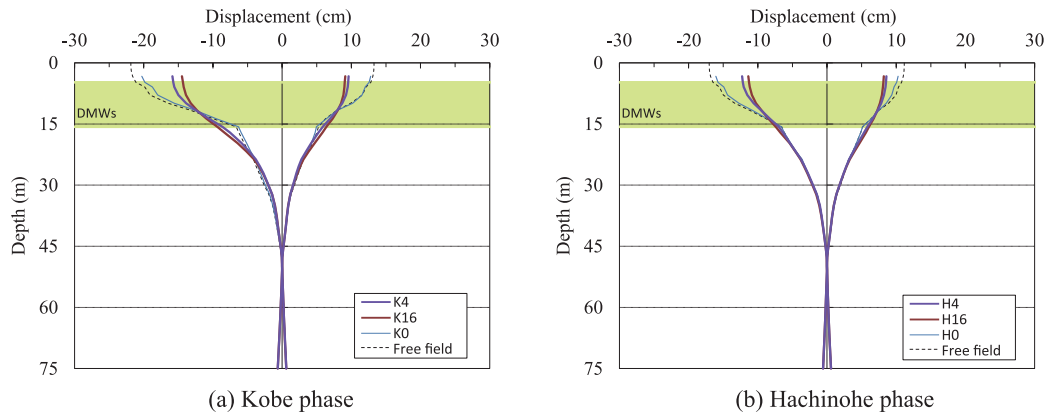 Displacement (cm)
-30 -20 -10 0 10 20 30
0
15
30
45
60
75
Depth (m)
DMWs
K4
K16
K0
Free field
(a) Kobe phase
Displacement (cm)
-30 -20 -10 0 10 20 30
0
15
30
45
60
75
Depth (m)
DMWs
H4
H16
H0
Free field
(b) Hachinohe phase